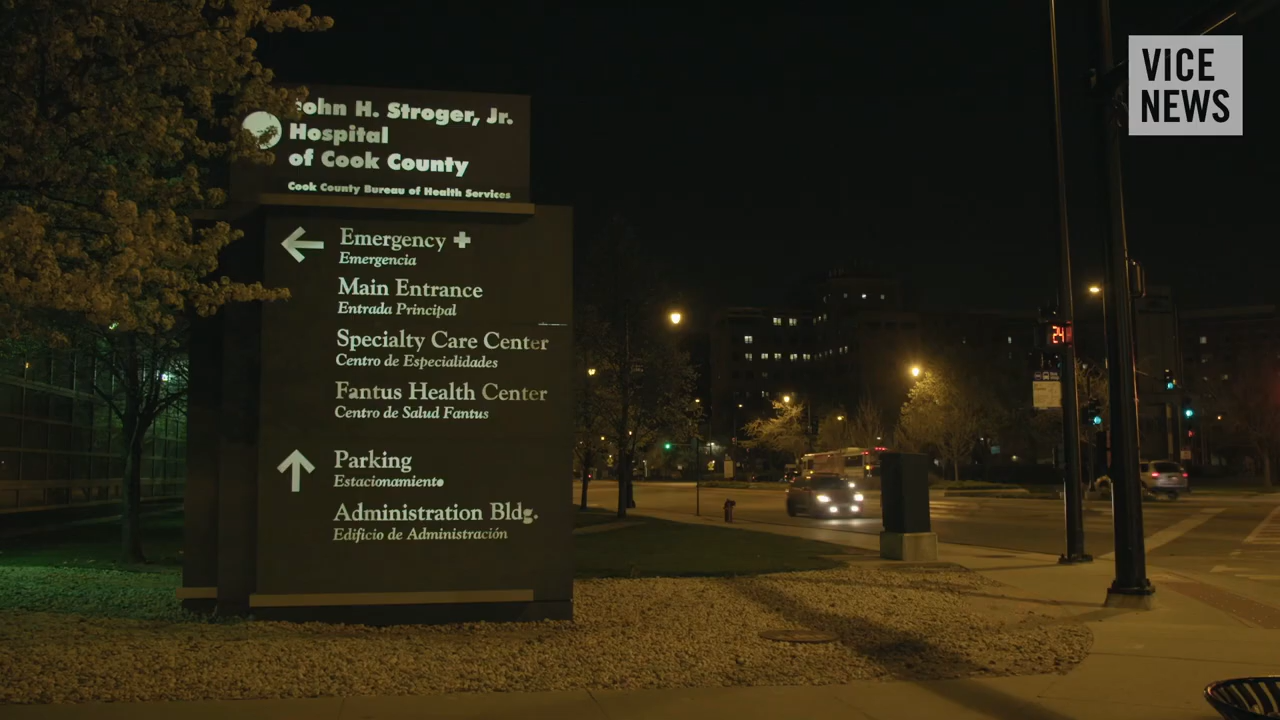 VICE
NEWS
John H. Stroger, Jr.
Hospital
of Cook County
Cook County Bureau of Health Services
Emergency
Emergencia
Main Entrance
Entrada Principal
Specialty Care Center
Centro de Especialidades
Fantus Health Center
Centro de Salud Fantus
Parking
Estacionamiento
Administration Bldg.
Edificio de Administración
24